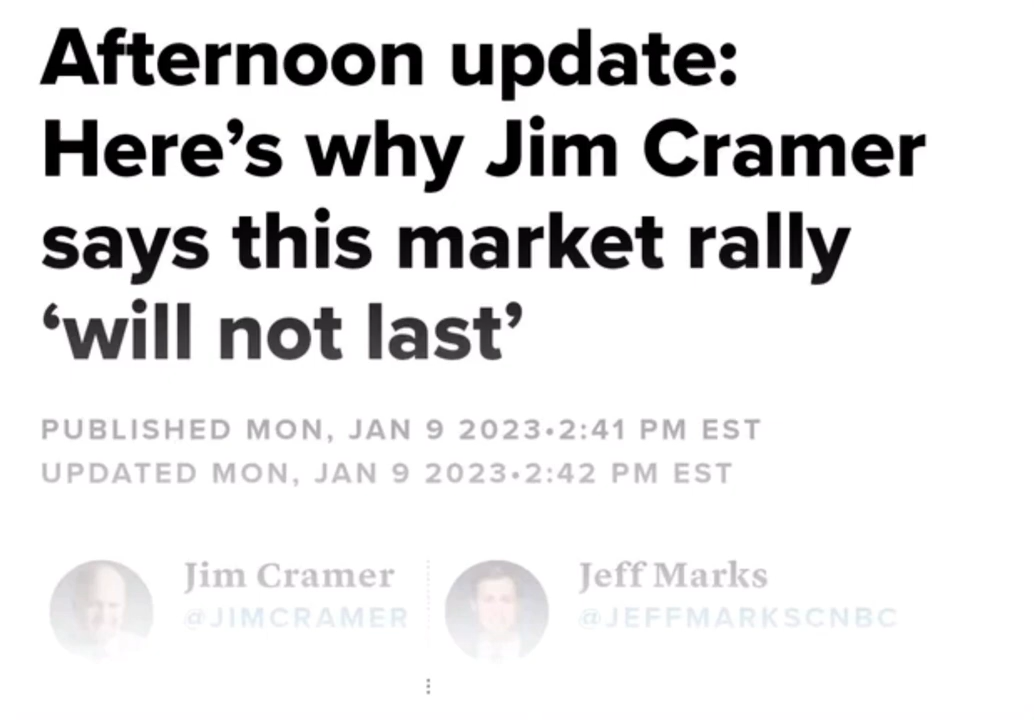 Afternoon update:
Here’s why Jim Cramer
says this market rally
‘will not last’
PUBLISHED MON, JAN 9 2023•2:41 PM EST
UPDATED MON, JAN 9 2023•2:42 PM EST
Jim Cramer
@JIMCRAMER
Jeff Marks
@JEFFMARKSCNBC